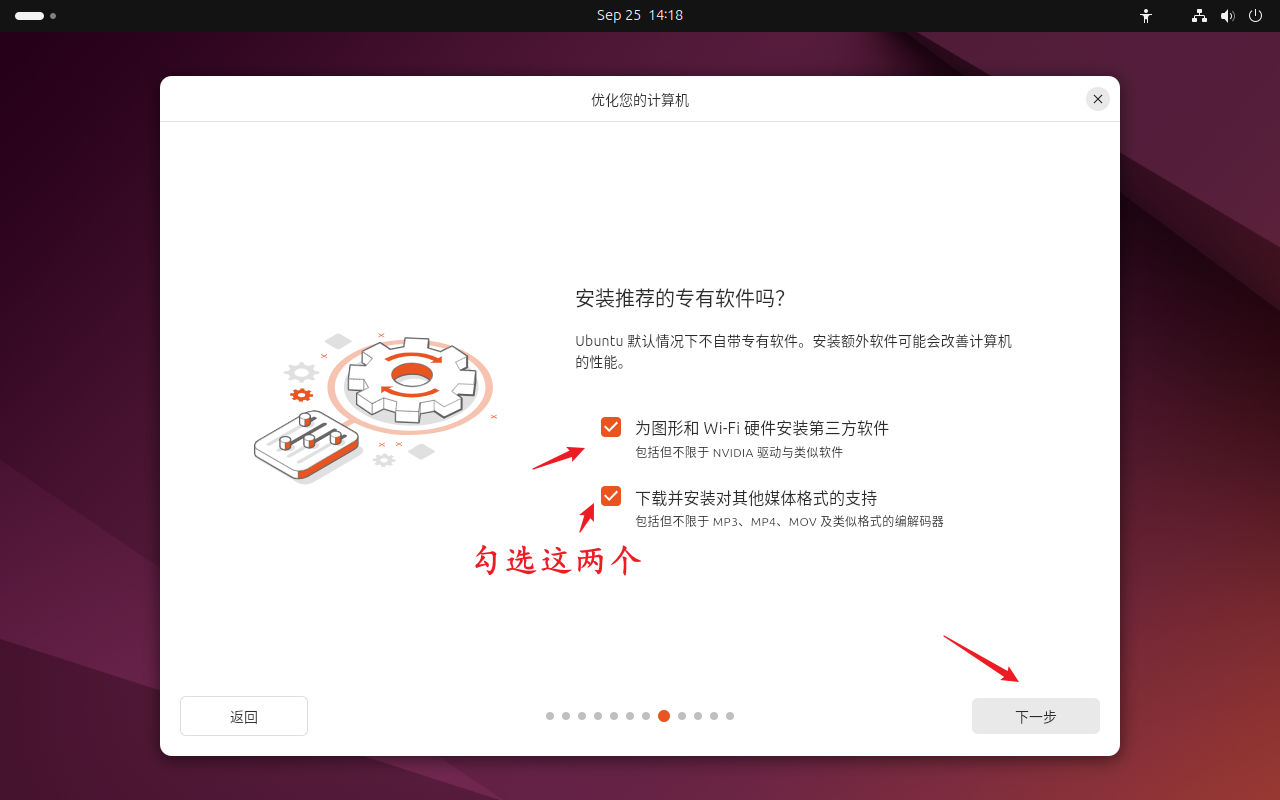 Sep 25 14:18
优化您的计算机
安装推荐的专有软件吗?
Ubuntu 默认情况下不自带专有软件。安装额外软件可能会改善计算机
的性能。
为图形和 Wi-Fi 硬件安装第三方软件
包括但不限于 NVIDIA 驱动与类似软件
下载并安装对其他媒体格式的支持
包括但不限于 MP3、MP4、MOV 及类似格式的编解码器
勾选这两个
返回
下一步